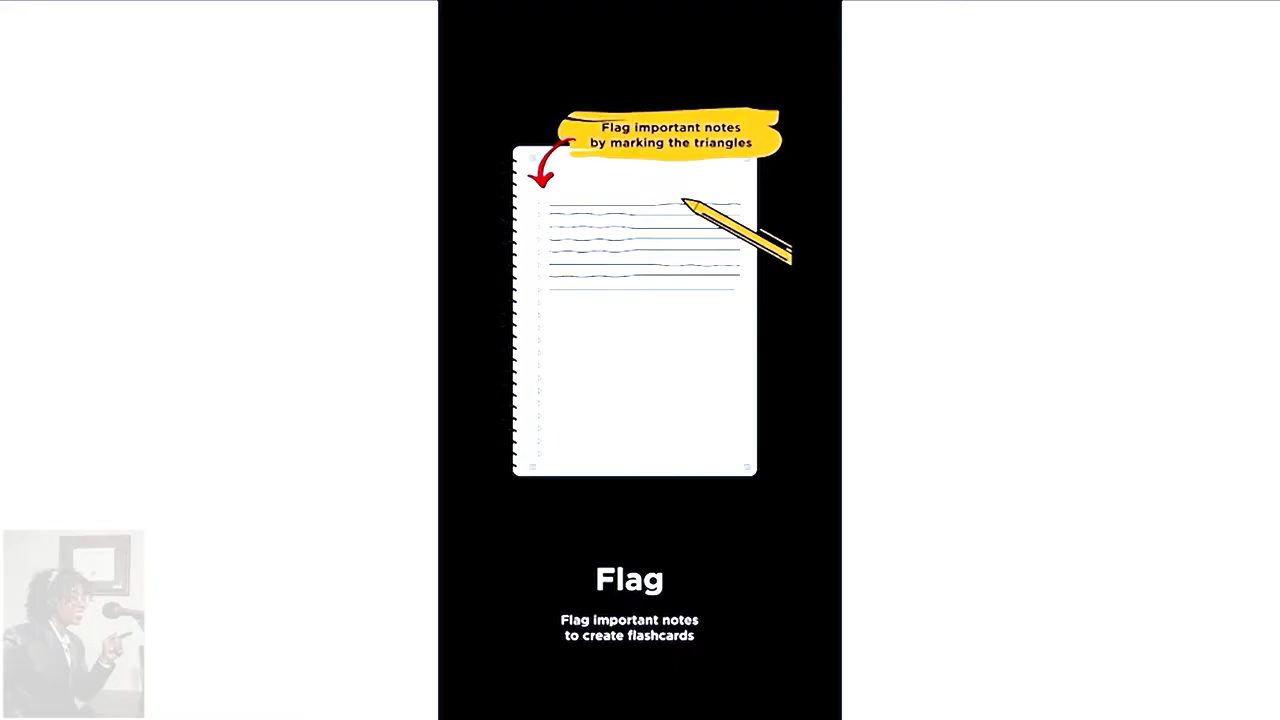 Flag important notes
by marking the triangles
Flag
Flag important notes
to create flashcards